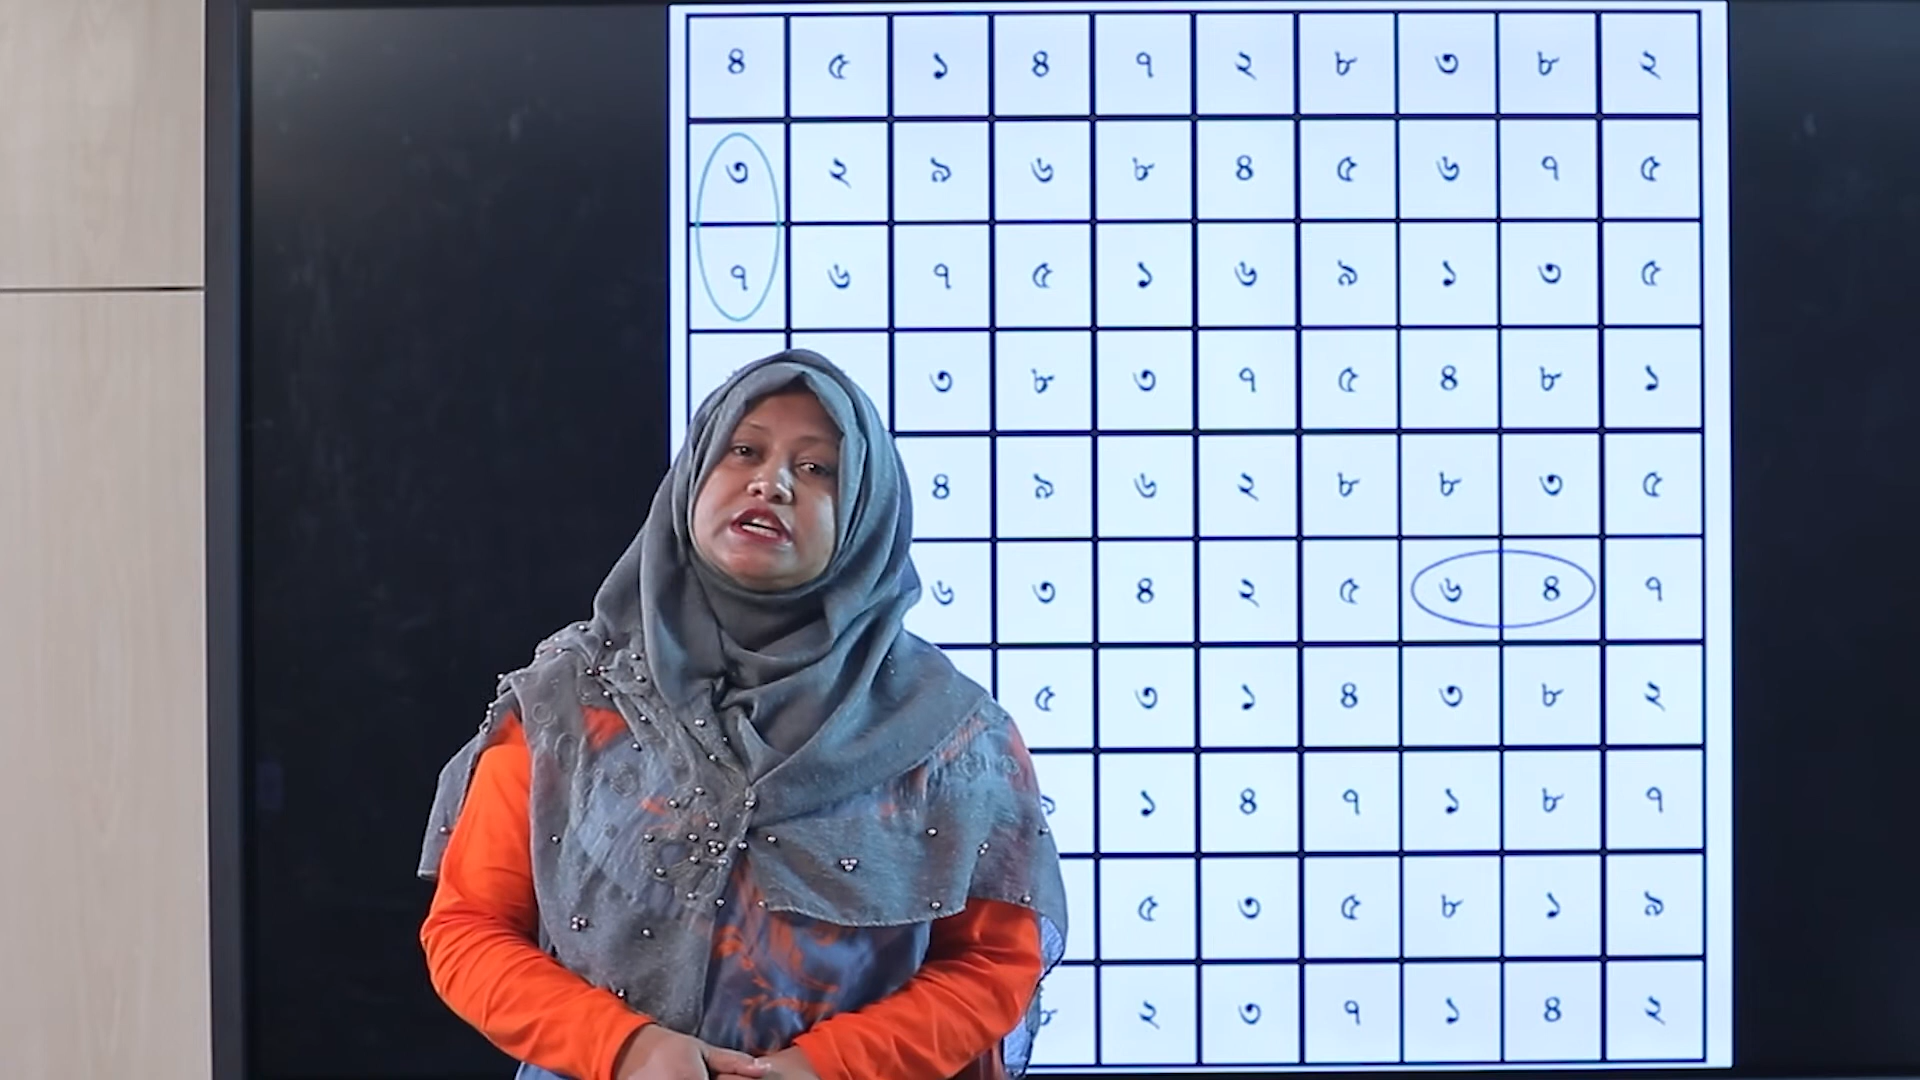 ৪ ৫ ১ ৪ ৭ ২ ৮ ৩ ৮ ২
৩ ২ ৯ ৬ ৮ ৪ ৫ ৬ ৭ ৫
৭ ৬ ৭ ৫ ১ ৬ ৯ ১ ৩ ৫
৩ ৮ ৩ ৭ ৫ ৪ ৮ ১
৪ ৯ ৬ ২ ৮ ৮ ৩ ৫
৬ ৩ ৪ ২ ৫ ৬ ৪ ৭
৫ ৩ ১ ৪ ৩ ৮ ২
১ ৪ ৭ ১ ৮ ৭
৫ ৩ ৫ ৮ ১ ৯
৮ ২ ৩ ৭ ১ ৪ ২